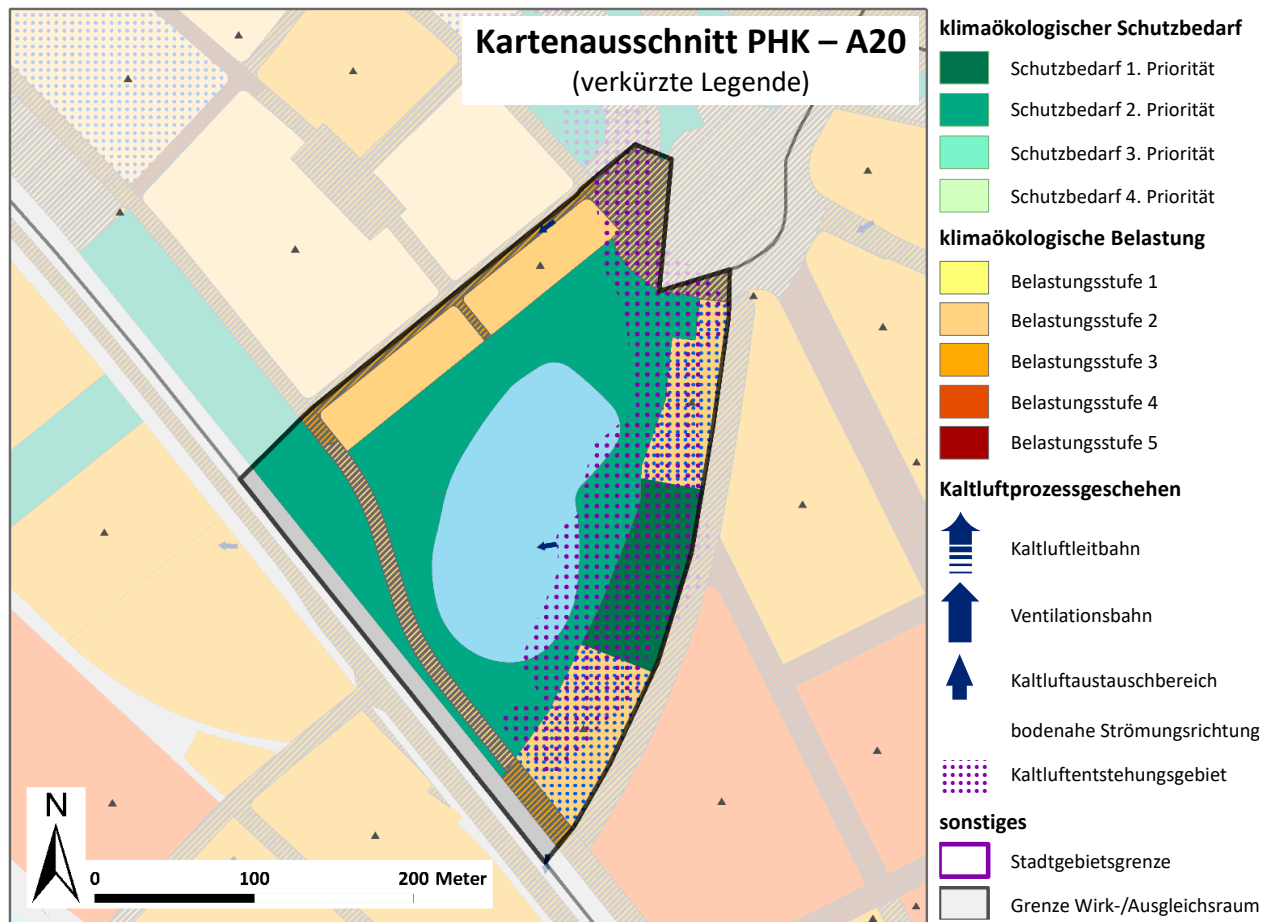 Kartenausschnitt PHK – A20
(verkürzte Legende)
N
0 100 200 Meter
klimaökologischer Schutzbedarf
Schutzbedarf 1. Priorität
Schutzbedarf 2. Priorität
Schutzbedarf 3. Priorität
Schutzbedarf 4. Priorität
klimaökologische Belastung
Belastungsstufe 1
Belastungsstufe 2
Belastungsstufe 3
Belastungsstufe 4
Belastungsstufe 5
Kaltluftprozessgeschehen
Kaltluftleitbahn
Ventilationsbahn
Kaltluftaustauschbereich
bodenahe Strömungsrichtung
Kaltluftentstehungsgebiet
sonstiges
Stadtgebietsgrenze
Grenze Wirk-/Ausgleichsraum